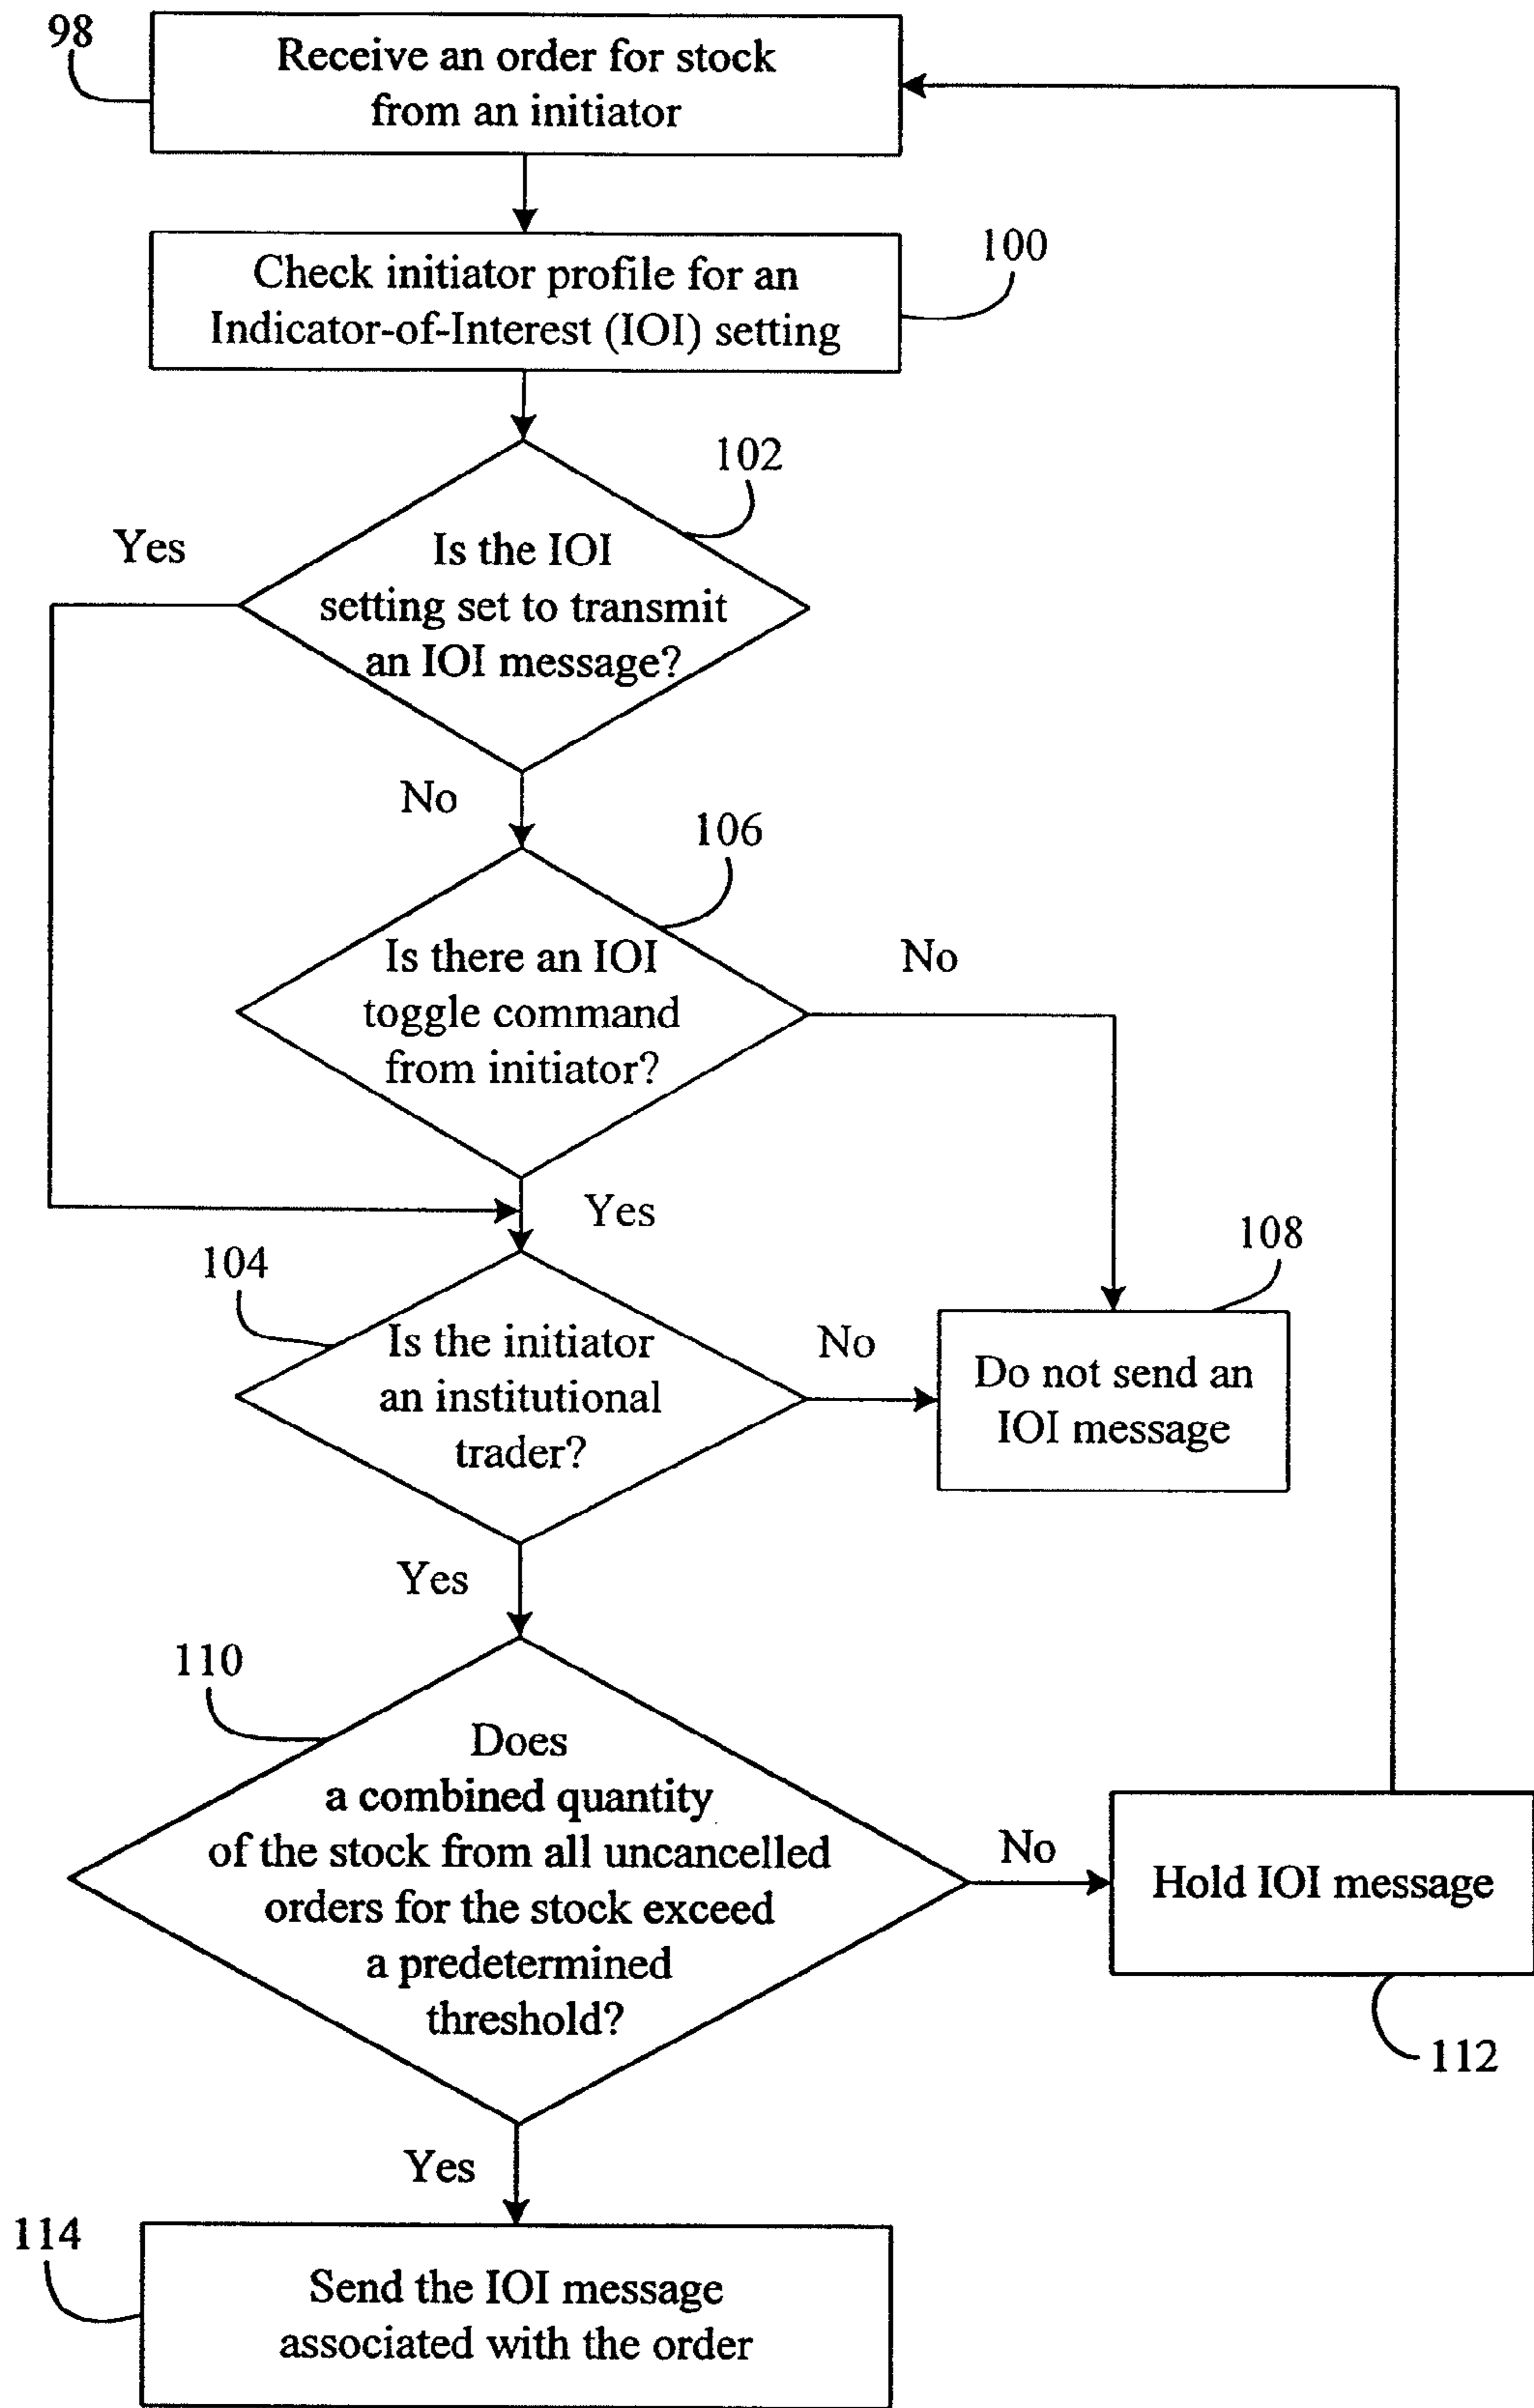 98
Receive an order for stock
from an initiator
Check initiator profile for an
Indicator-of-Interest (IOI) setting
100
102
Yes
Is the IOI
setting set to transmit
an IOI message?
No
106
Is there an IOI
toggle command
from initiator?
No
Yes
104
Is the initiator
an institutional
trader?
No
108
Do not send an
IOI message
Yes
110
Does
a combined quantity
of the stock from all uncancelled
orders for the stock exceed
a predetermined
threshold?
No
Hold IOI message
112
Yes
114
Send the IOI message
associated with the order